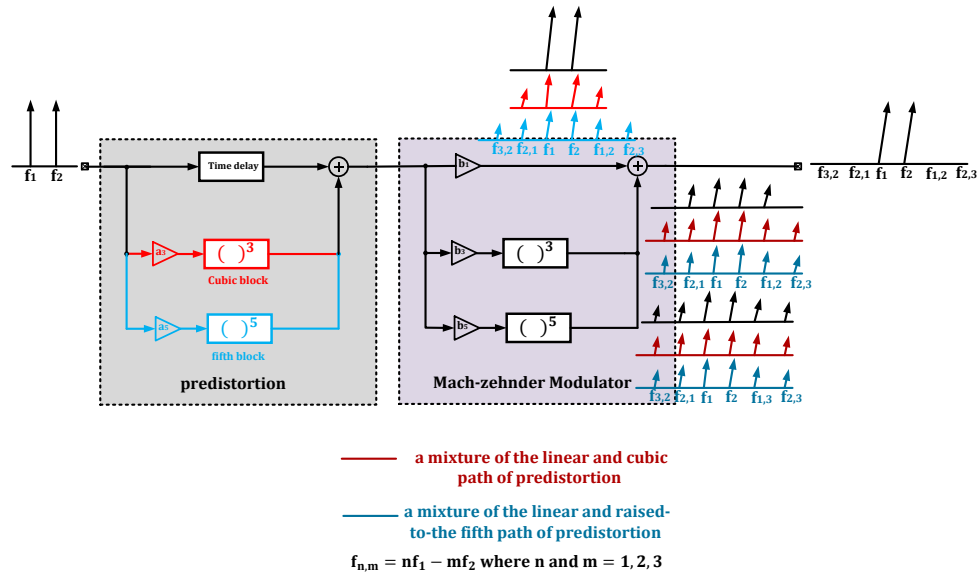 f3,2 f2,1 f1 f2 f1,2 f2,3
f1 f2
Time delay
+
b1
+
f3,2 f2,1 f1 f2 f1,2 f2,3
a3
( )³
Cubic block
b3
( )³
f3,2 f2,1 f1 f2 f1,2 f2,3
a5
( )⁵
fifth block
b5
( )⁵
predistortion
Mach-zehnder Modulator
f3,2 f2,1 f1 f2 f1,3 f2,3
a mixture of the linear and cubic
path of predistortion
a mixture of the linear and raised-
to-the fifth path of predistortion
fn,m = nf1 − mf2 where n and m = 1, 2, 3